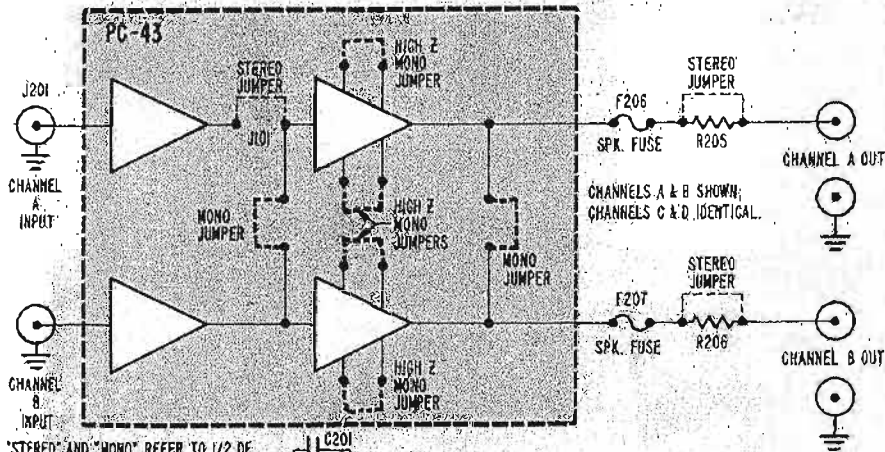 PC-43
HIGH Z
MONO
JUMPER
STEREO
JUMPER
STEREO
JUMPER
J201
J101
F206
SPK. FUSE
R205
CHANNEL A OUT
CHANNEL
A
INPUT
MONO
JUMPER
HIGH Z
MONO
JUMPERS
CHANNELS A & B SHOWN;
CHANNELS C & D IDENTICAL.
MONO
JUMPER
STEREO
JUMPER
F207
SPK. FUSE
R206
CHANNEL B OUT
CHANNEL
B
INPUT
HIGH Z
MONO
JUMPER
"STEREO" AND "MONO" REFER TO 1/2 OF
C201